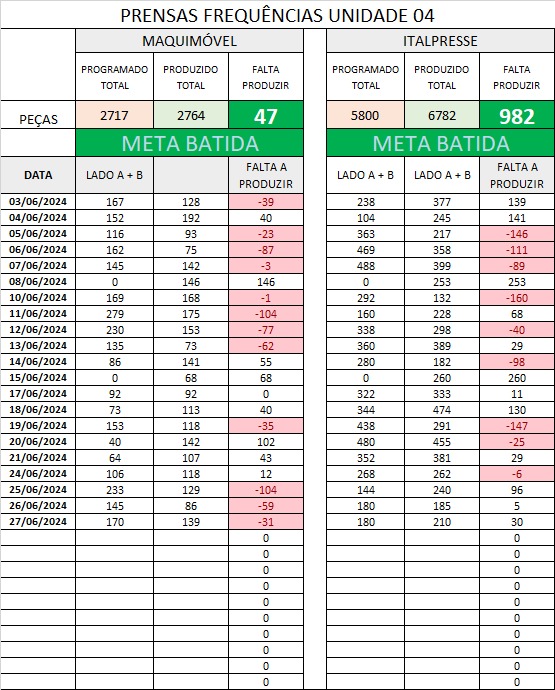 PRENSAS FREQUÊNCIAS UNIDADE 04
MAQUIMÓVEL ITALPRESSE
PROGRAMADO TOTAL PRODUZIDO TOTAL FALTA PRODUZIR PROGRAMADO TOTAL PRODUZIDO TOTAL FALTA PRODUZIR
PEÇAS 2717 2764 47 5800 6782 982
META BATIDA META BATIDA
DATA LADO A + B FALTA A PRODUZIR LADO A + B LADO A + B FALTA A PRODUZIR
03/06/2024 167 128 -39 238 377 139
04/06/2024 152 192 40 104 245 141
05/06/2024 116 93 -23 363 217 -146
06/06/2024 162 75 -87 469 358 -111
07/06/2024 145 142 -3 488 399 -89
08/06/2024 0 146 146 0 253 253
10/06/2024 169 168 -1 292 132 -160
11/06/2024 279 175 -104 160 228 68
12/06/2024 230 153 -77 338 298 -40
13/06/2024 135 73 -62 360 389 29
14/06/2024 86 141 55 280 182 -98
15/06/2024 0 68 68 0 260 260
17/06/2024 92 92 0 322 333 11
18/06/2024 73 113 40 344 474 130
19/06/2024 153 118 -35 438 291 -147
20/06/2024 40 142 102 480 455 -25
21/06/2024 64 107 43 352 381 29
24/06/2024 106 118 12 268 262 -6
25/06/2024 233 129 -104 144 240 96
26/06/2024 145 86 -59 180 185 5
27/06/2024 170 139 -31 180 210 30
0 0
0 0
0 0
0 0
0 0
0 0
0 0
0 0
0 0
0 0